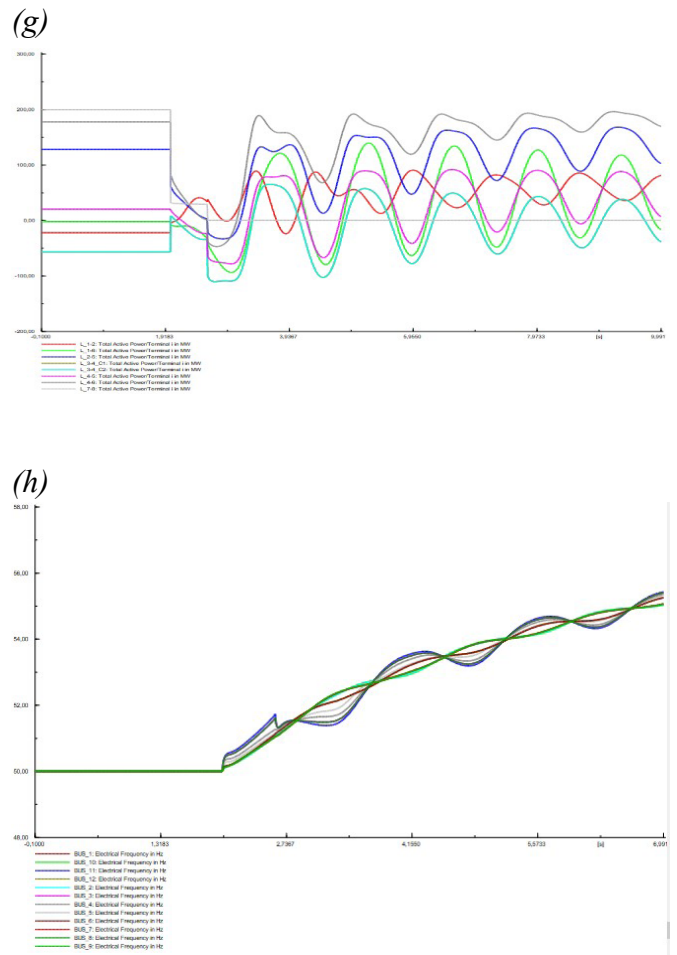 (g)
300,00
200,00
100,00
0,00
-100,00
-200,00
-0,1000 1,9183 3,9367 5,9550 7,9733 [s] 9,991
L_1-2: Total Active Power/Terminal i in MW
L_1-6: Total Active Power/Terminal i in MW
L_2-5: Total Active Power/Terminal i in MW
L_3-4_C1: Total Active Power/Terminal i in MW
L_3-4_C2: Total Active Power/Terminal i in MW
L_4-5: Total Active Power/Terminal i in MW
L_4-6: Total Active Power/Terminal i in MW
L_7-8: Total Active Power/Terminal i in MW
(h)
58,00
56,00
54,00
52,00
50,00
48,00
-0,1000 1,3183 2,7367 4,1550 5,5733 [s] 6,991
BUS_1: Electrical Frequency in Hz
BUS_10: Electrical Frequency in Hz
BUS_11: Electrical Frequency in Hz
BUS_12: Electrical Frequency in Hz
BUS_2: Electrical Frequency in Hz
BUS_3: Electrical Frequency in Hz
BUS_4: Electrical Frequency in Hz
BUS_5: Electrical Frequency in Hz
BUS_6: Electrical Frequency in Hz
BUS_7: Electrical Frequency in Hz
BUS_8: Electrical Frequency in Hz
BUS_9: Electrical Frequency in Hz